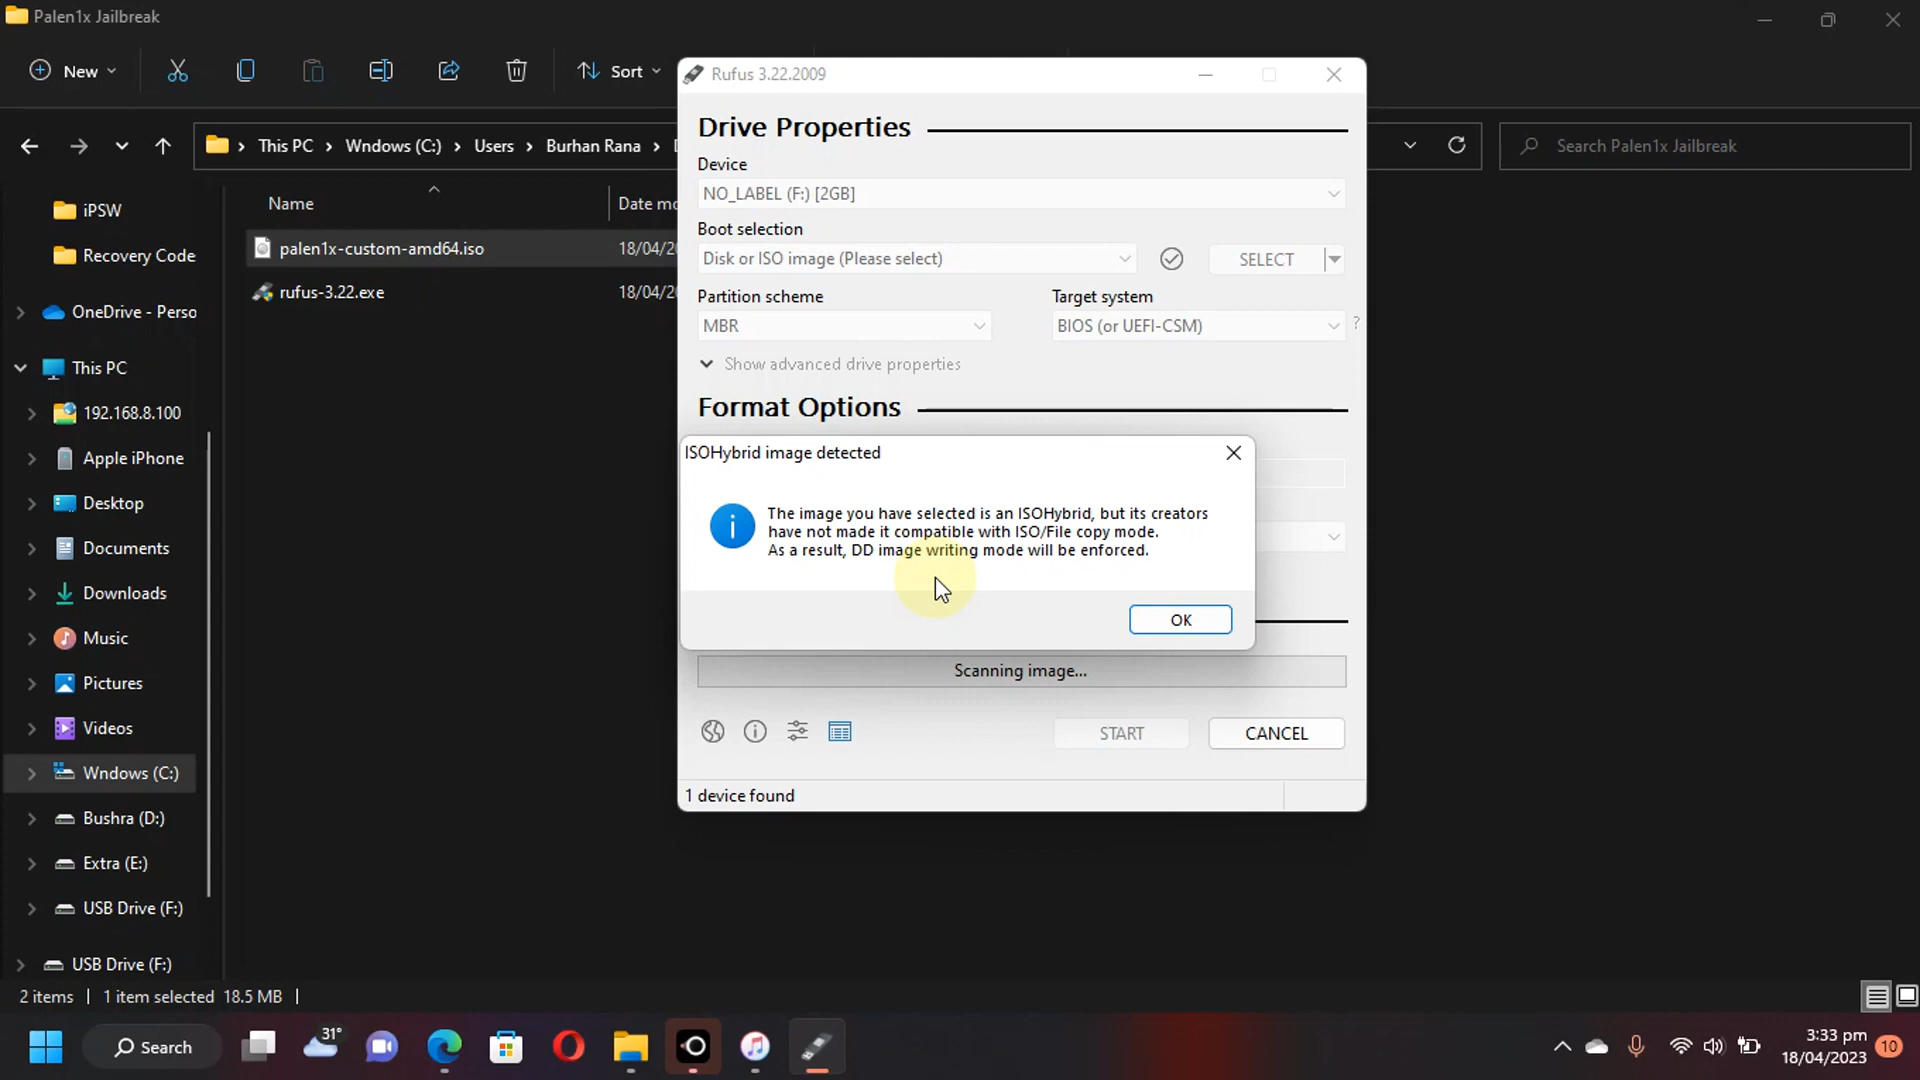 Palen1x Jailbreak
New
Sort
This PC
Wndows (C:)
Users
Burhan Rana
Search Palen1x Jailbreak
Name
Date mo
iPSW
Recovery Code
OneDrive - Perso
This PC
192.168.8.100
Apple iPhone
Desktop
Documents
Downloads
Music
Pictures
Videos
Wndows (C:)
Bushra (D:)
Extra (E:)
USB Drive (F:)
USB Drive (F:)
palen1x-custom-amd64.iso
18/04/20
rufus-3.22.exe
18/04/20
Rufus 3.22.2009
Drive Properties
Device
NO_LABEL (F:) [2GB]
Boot selection
Disk or ISO image (Please select)
SELECT
Partition scheme
Target system
MBR
BIOS (or UEFI-CSM)
?
Show advanced drive properties
Format Options
ISOHybrid image detected
The image you have selected is an ISOHybrid, but its creators
have not made it compatible with ISO/File copy mode.
As a result, DD image writing mode will be enforced.
OK
Scanning image...
START
CANCEL
1 device found
2 items
1 item selected 18.5 MB
31°
Search
3:33 pm
18/04/2023
10